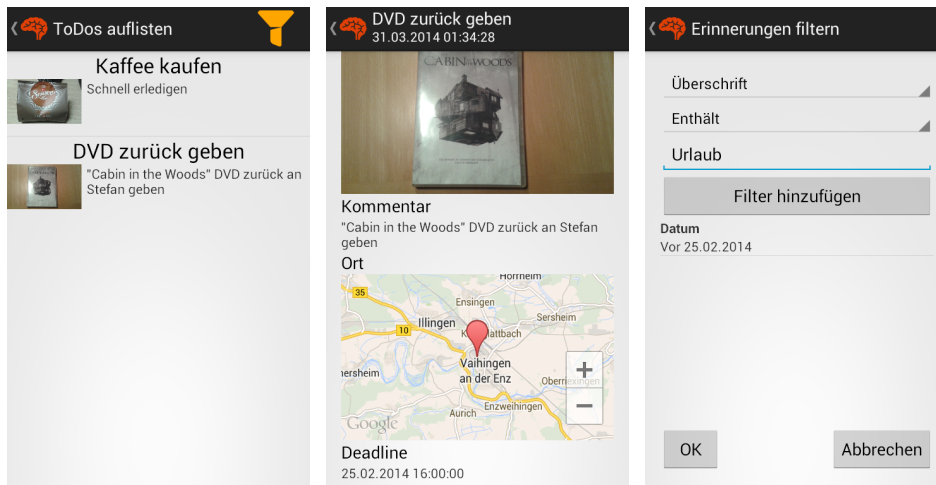 ToDos auflisten
Kaffee kaufen
Schnell erledigen
DVD zurück geben
"Cabin in the Woods" DVD zurück an
Stefan geben
DVD zurück geben
31.03.2014 01:34:28
CABIN IN THE WOODS
Kommentar
"Cabin in the Woods" DVD zurück an Stefan
geben
Ort
Horrheim
35
Ensingen
Illingen
Sersheim
10
Vaihingen
an der Enz
Oberriexingen
Enzweihingen
Aurich
Google
+
−
Deadline
25.02.2014 16:00:00
Erinnerungen filtern
Überschrift
Enthält
Urlaub
Filter hinzufügen
Datum
Vor 25.02.2014
OK
Abbrechen